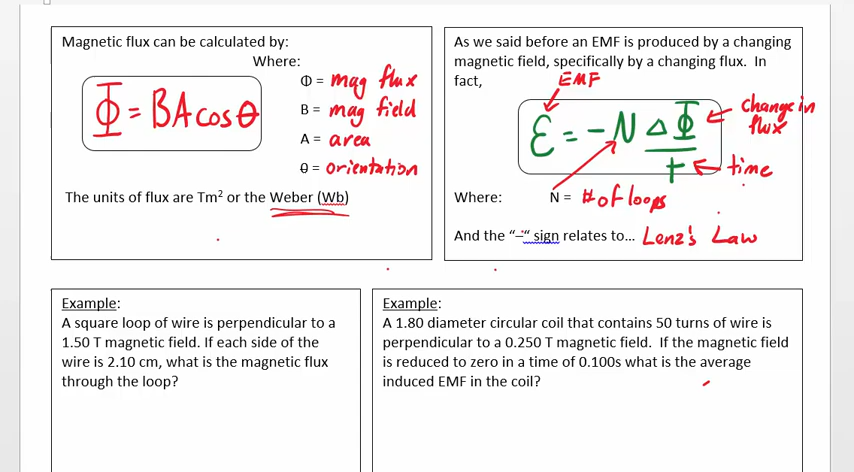 Magnetic flux can be calculated by:
Where:
Φ = BA cos θ
Φ = mag flux
B = mag field
A = area
θ = orientation
The units of flux are Tm² or the Weber (Wb)
As we said before an EMF is produced by a changing
magnetic field, specifically by a changing flux. In
fact,
EMF
ε = -N ΔΦ / t
change in
flux
time
Where: N = # of loops
And the "–" sign relates to... Lenz's Law
Example:
A square loop of wire is perpendicular to a
1.50 T magnetic field. If each side of the
wire is 2.10 cm, what is the magnetic flux
through the loop?
Example:
A 1.80 diameter circular coil that contains 50 turns of wire is
perpendicular to a 0.250 T magnetic field. If the magnetic field
is reduced to zero in a time of 0.100s what is the average
induced EMF in the coil?